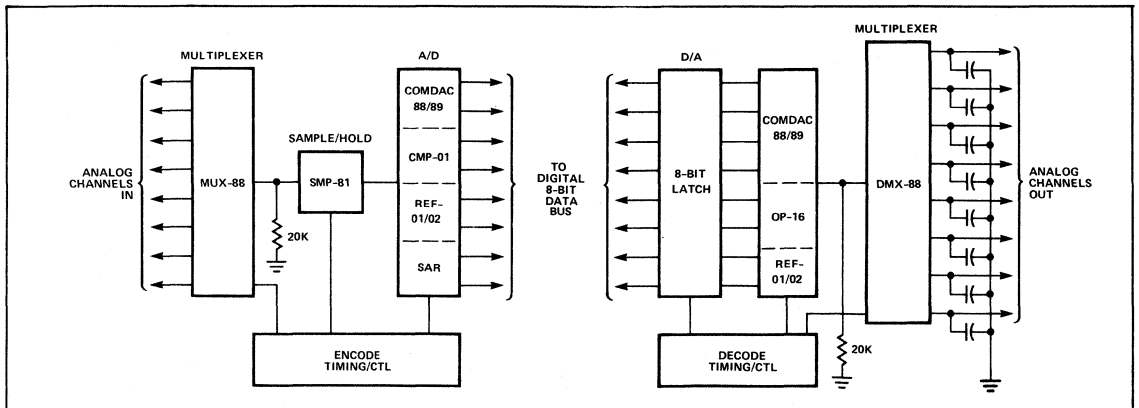 MULTIPLEXER
ANALOG
CHANNELS
IN
MUX-88
20K
SAMPLE/HOLD
SMP-81
A/D
COMDAC
88/89
CMP-01
REF-
01/02
SAR
ENCODE
TIMING/CTL
TO
DIGITAL
8-BIT
DATA
BUS
D/A
8-BIT
LATCH
COMDAC
88/89
OP-16
REF-
01/02
DECODE
TIMING/CTL
20K
MULTIPLEXER
DMX-88
ANALOG
CHANNELS
OUT